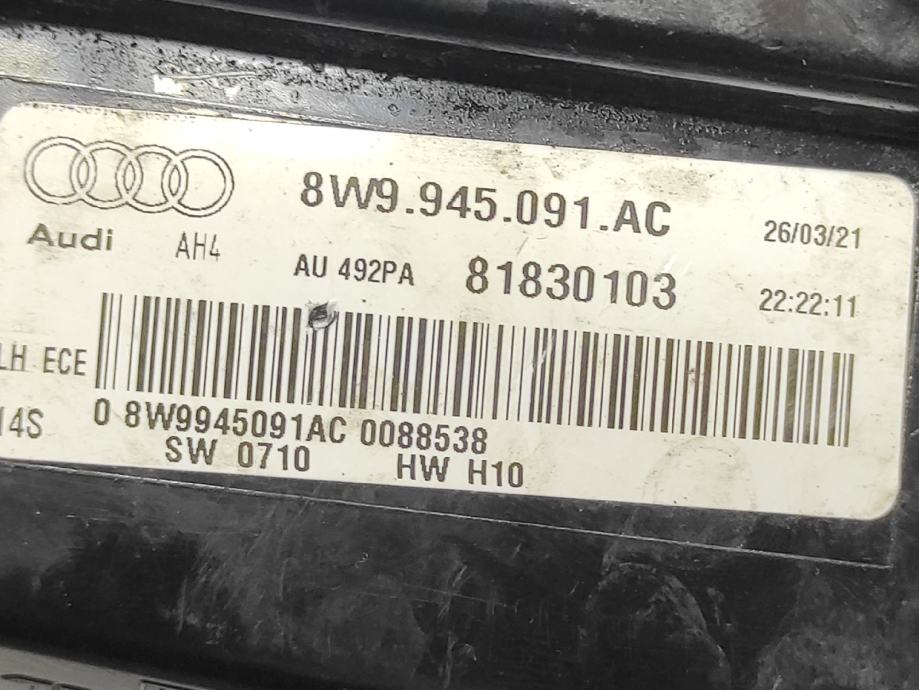 8W9.945.091.AC 26/03/21
Audi AH4
AU 492PA 81830103 22:22:11
LH ECE
14S 0 8W9945091AC 0088538
SW 0710 HW H10